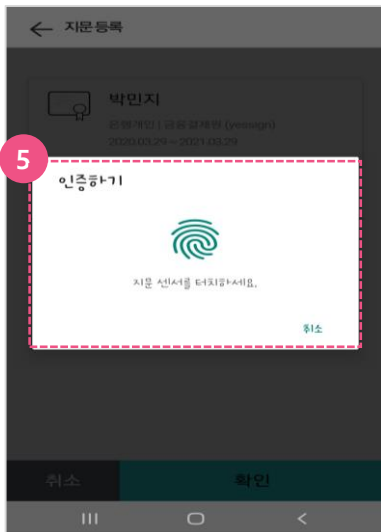 ← 지문등록
박민지
은행개인 | 금융결제원 (yessign)
2020.03.29 ~ 2021.03.29
5
인증하기
지문 센서를 터치하세요.
취소
취소 확인